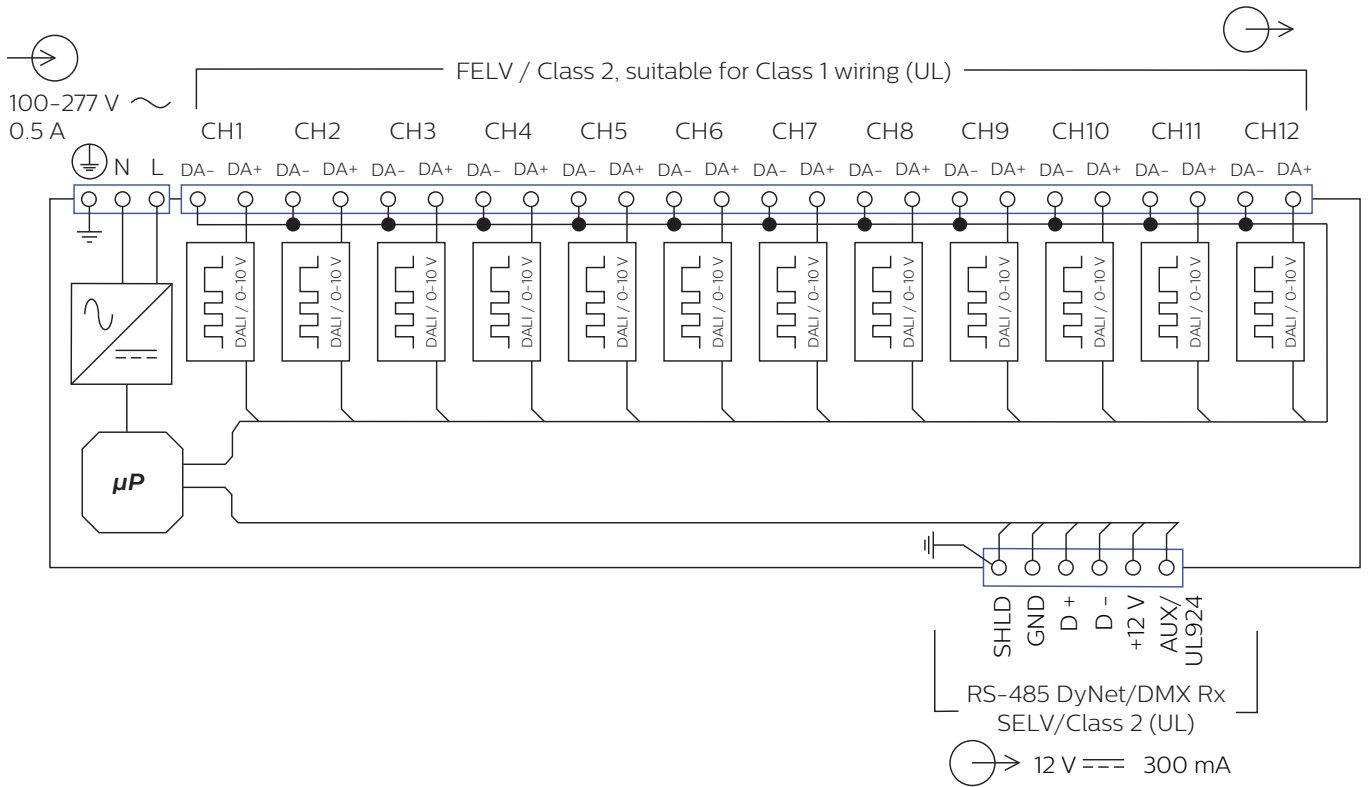 FELV / Class 2, suitable for Class 1 wiring (UL)
100-277 V
0.5 A
CH1 CH2 CH3 CH4 CH5 CH6 CH7 CH8 CH9 CH10 CH11 CH12
N L DA- DA+ DA- DA+ DA- DA+ DA- DA+ DA- DA+ DA- DA+ DA- DA+ DA- DA+ DA- DA+ DA- DA+ DA- DA+ DA- DA+
DALI / 0-10 V
DALI / 0-10 V
DALI / 0-10 V
DALI / 0-10 V
DALI / 0-10 V
DALI / 0-10 V
DALI / 0-10 V
DALI / 0-10 V
DALI / 0-10 V
DALI / 0-10 V
DALI / 0-10 V
DALI / 0-10 V
µP
SHLD
GND
D +
D -
+12 V
AUX/
UL924
RS-485 DyNet/DMX Rx
SELV/Class 2 (UL)
12 V 300 mA